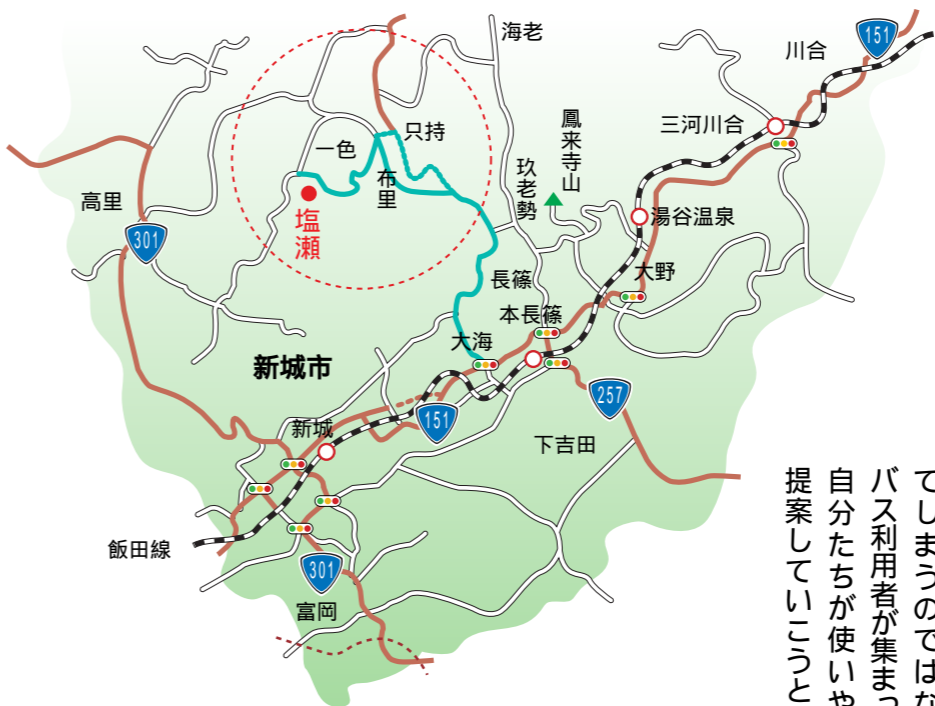 海老
151
川合
三河川合
鳳来寺山
只持
一色
布里
玖老勢
塩瀬
高里
301
湯谷温泉
大野
長篠
本長篠
大海
新城市
新城
151
257
下吉田
飯田線
301
富岡
てしまうのではな
バス利用者が集まっ
自分たちが使いや
提案していこうと